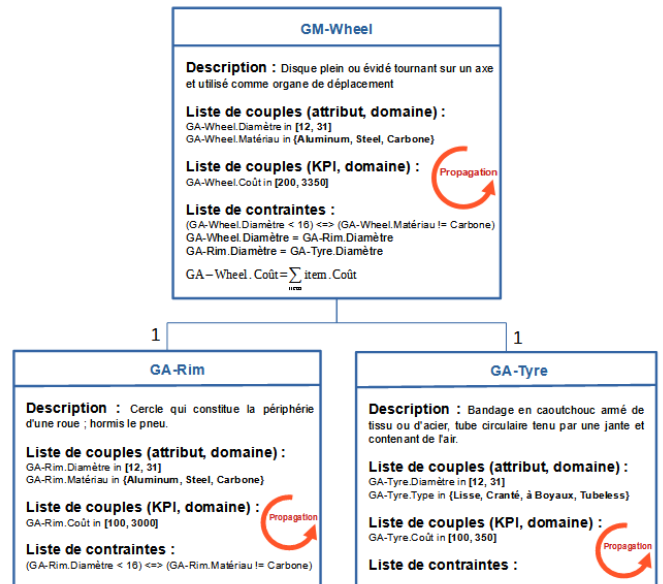 GM-Wheel
Description : Disque plein ou évidé tournant sur un axe
et utilisé comme organe de déplacement
Liste de couples (attribut, domaine) :
GA-Wheel.Diamètre in [12, 31]
GA-Wheel.Matériau in {Aluminum, Steel, Carbone}
Liste de couples (KPI, domaine) :
GA-Wheel.Coût in [200, 3350]
Propagation
Liste de contraintes :
(GA-Wheel.Diamètre < 16) <=> (GA-Wheel.Matériau != Carbone)
GA-Wheel.Diamètre = GA-Rim.Diamètre
GA-Rim.Diamètre = GA-Tyre.Diamètre
GA−Wheel.Coût=∑ item.Coût
1
1
GA-Rim
Description : Cercle qui constitue la périphérie
d'une roue ; hormis le pneu.
Liste de couples (attribut, domaine) :
GA-Rim.Diamètre in [12, 31]
GA-Rim.Matériau in {Aluminum, Steel, Carbone}
Liste de couples (KPI, domaine) :
GA-Rim.Coût in [100, 3000]
Propagation
Liste de contraintes :
(GA-Rim.Diamètre < 16) <=> (GA-Rim.Matériau != Carbone)
GA-Tyre
Description : Bandage en caoutchouc armé de
tissu ou d'acier, tube circulaire tenu par une jante et
contenant de l'air.
Liste de couples (attribut, domaine) :
GA-Tyre.Diamètre in [12, 31]
GA-Tyre.Type in {Lisse, Cranté, à Boyaux, Tubeless}
Liste de couples (KPI, domaine) :
GA-Tyre.Coût in [100, 350]
Propagation
Liste de contraintes :